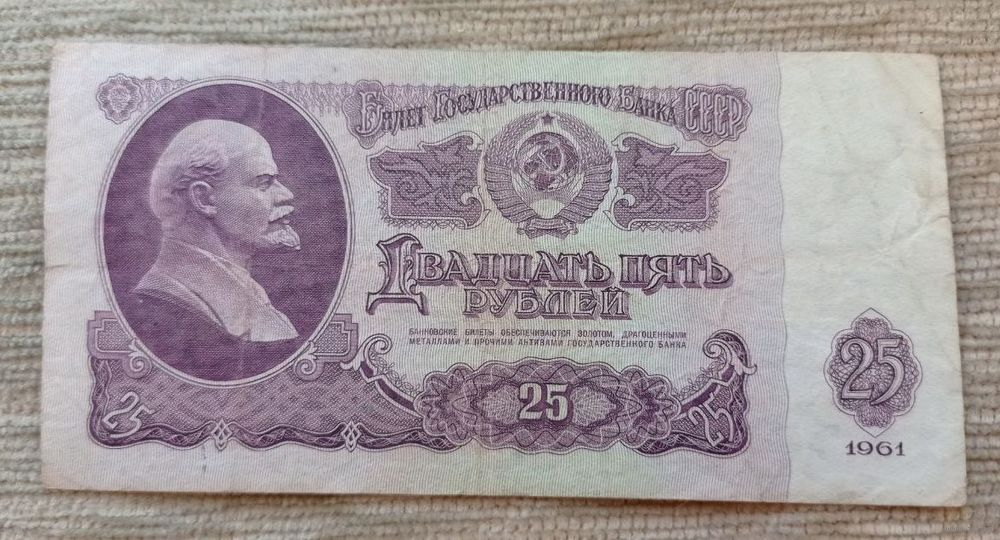 Билет Государственного Банка СССР
Двадцать пять
рублей
БАНКОВСКИЕ БИЛЕТЫ ОБЕСПЕЧИВАЮТСЯ ЗОЛОТОМ, ДРАГОЦЕННЫМИ
МЕТАЛЛАМИ И ПРОЧИМИ АКТИВАМИ ГОСУДАРСТВЕННОГО БАНКА
25
25
25
25
1961